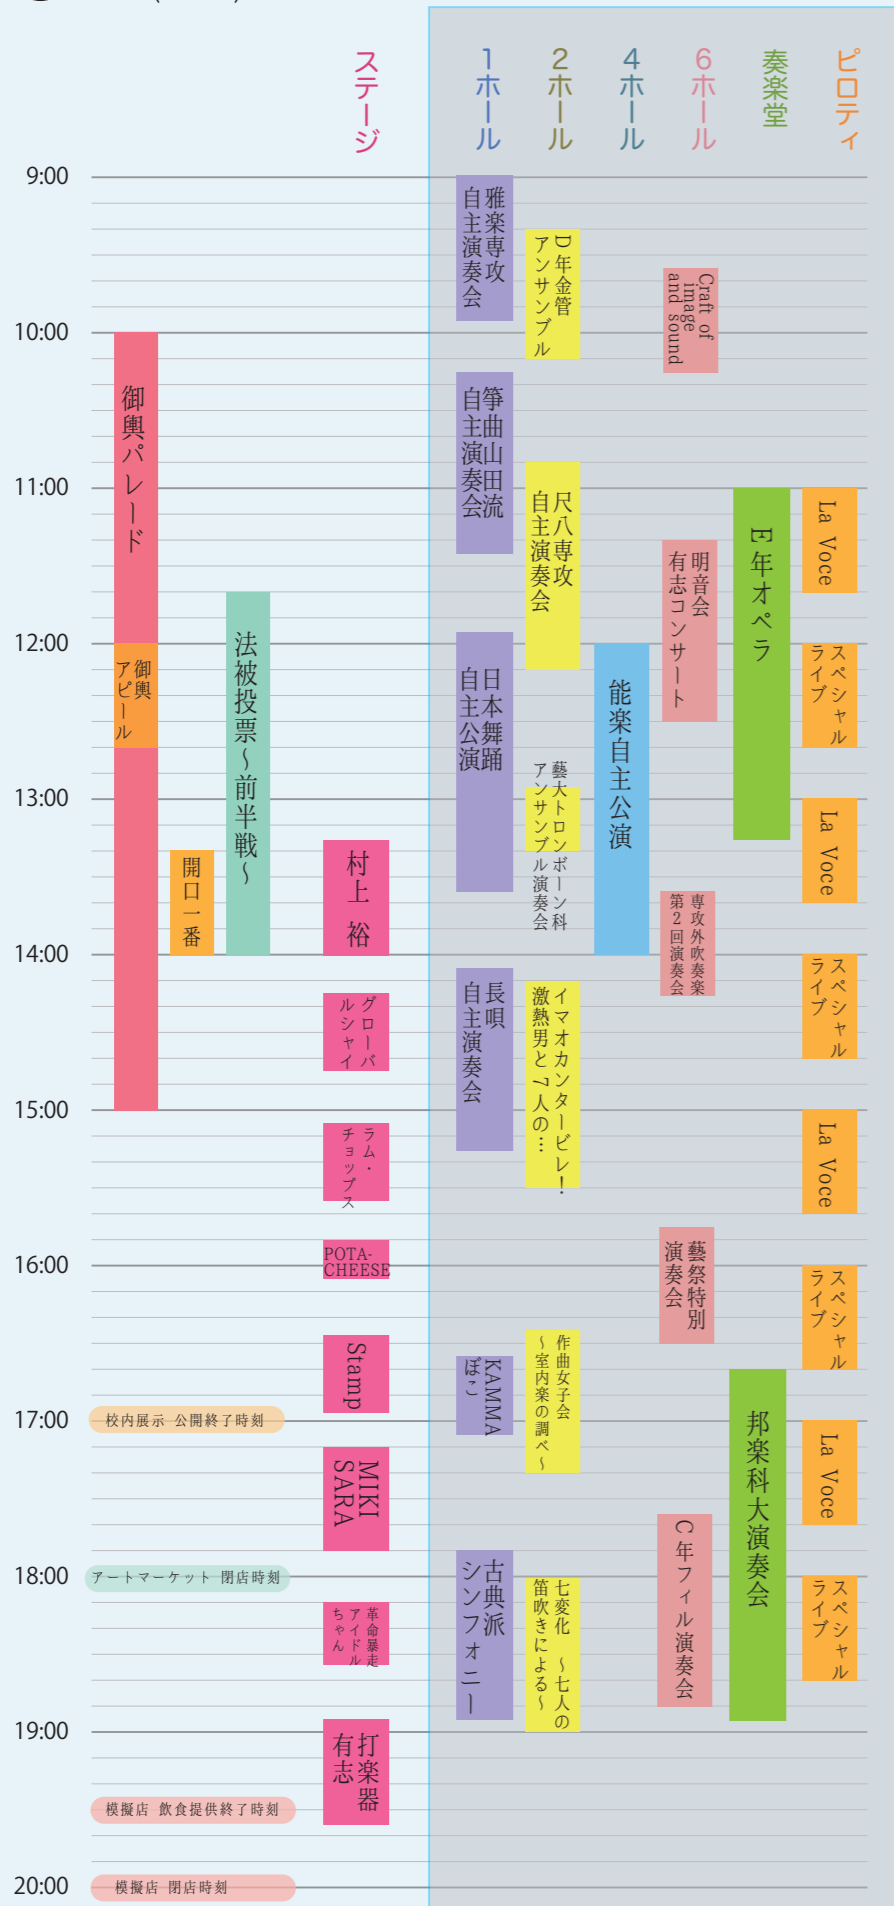 ステージ
1ホール
2ホール
4ホール
6ホール
奏楽堂
ピロティ
9:00
10:00
11:00
12:00
13:00
14:00
15:00
16:00
17:00
18:00
19:00
20:00
御輿パレード
御輿
アピール
開口一番
法被投票～前半戦～
校内展示 公開終了時刻
アートマーケット 閉店時刻
模擬店 飲食提供終了時刻
模擬店 閉店時刻
村上 裕
グローバ
ルシャイ
ラム・
チョップス
POTA-
CHEESE
Stamp
MIKI
SARA
革命暴走
アイドル
ちゃん
打楽器
有志
雅楽専攻
自主演奏会
箏曲山田流
自主演奏会
日本舞踊
自主公演
長唄
自主演奏会
KAMMA
ぼこ
古典派
シンフォニー
D年金管
アンサンブル
尺八専攻
自主演奏会
藝大トロンボーン科
アンサンブル演奏会
イマオカンタービレ！
激熱男と7人の…
作曲女子会
～室内楽の調べ～
七変化 ～七人の
笛吹きによる～
能楽自主公演
Craft of
image
and sound
明音会
有志コンサート
専攻外吹奏楽
第2回演奏会
藝祭特別
演奏会
C年フィル演奏会
E年オペラ
邦楽科大演奏会
La Voce
スペシャル
ライブ
La Voce
スペシャル
ライブ
La Voce
スペシャル
ライブ
La Voce
スペシャル
ライブ